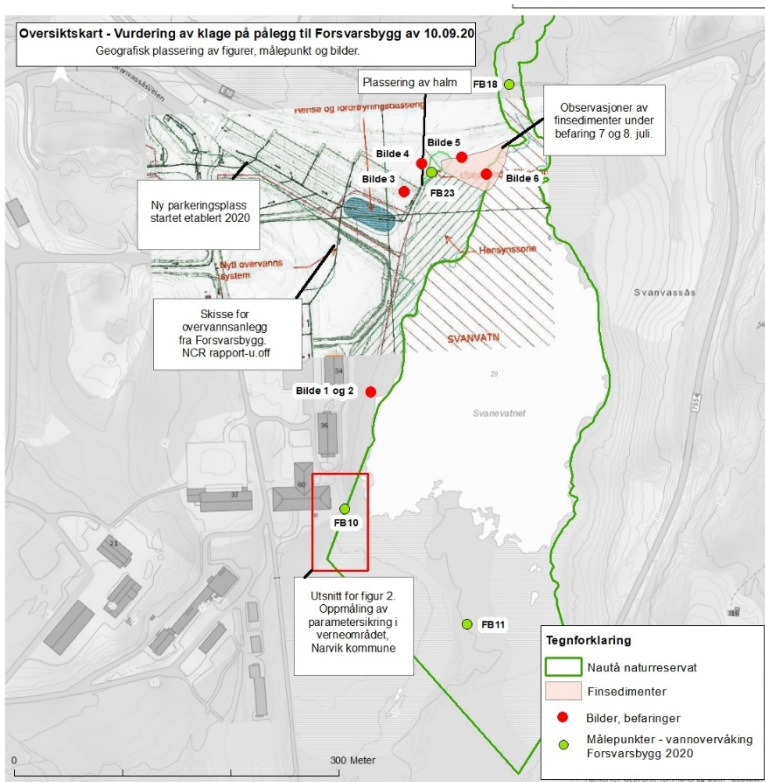 Oversiktskart - Vurdering av klage på pålegg til Forsvarsbygg av 10.09.20
Geografisk plassering av figurer, målepunkt og bilder.
Plassering av halm
FB18
Observasjoner av
finsedimenter under
befaring 7 og 8. juli.
Bilde 5
Bilde 4
Bilde 3
Bilde 6
FB23
Ny parkeringsplass
startet etablert 2020
Hensynssone
Nytt overvanns
system
Skisse for
overvannsanlegg
fra Forsvarsbygg.
NCR rapport-u.off
SVANVATN
Svanvassås
34
Bilde 1 og 2
Svanevatnet
36
60
37
FB10
21
Utsnitt for figur 2.
Oppmåling av
parametersikring i
verneområdet,
Narvik kommune
FB11
Tegnforklaring
Nautå naturreservat
Finsedimenter
Bilder, befaringer
Målepunkter - vannovervåking
Forsvarsbygg 2020
0
300 Meter